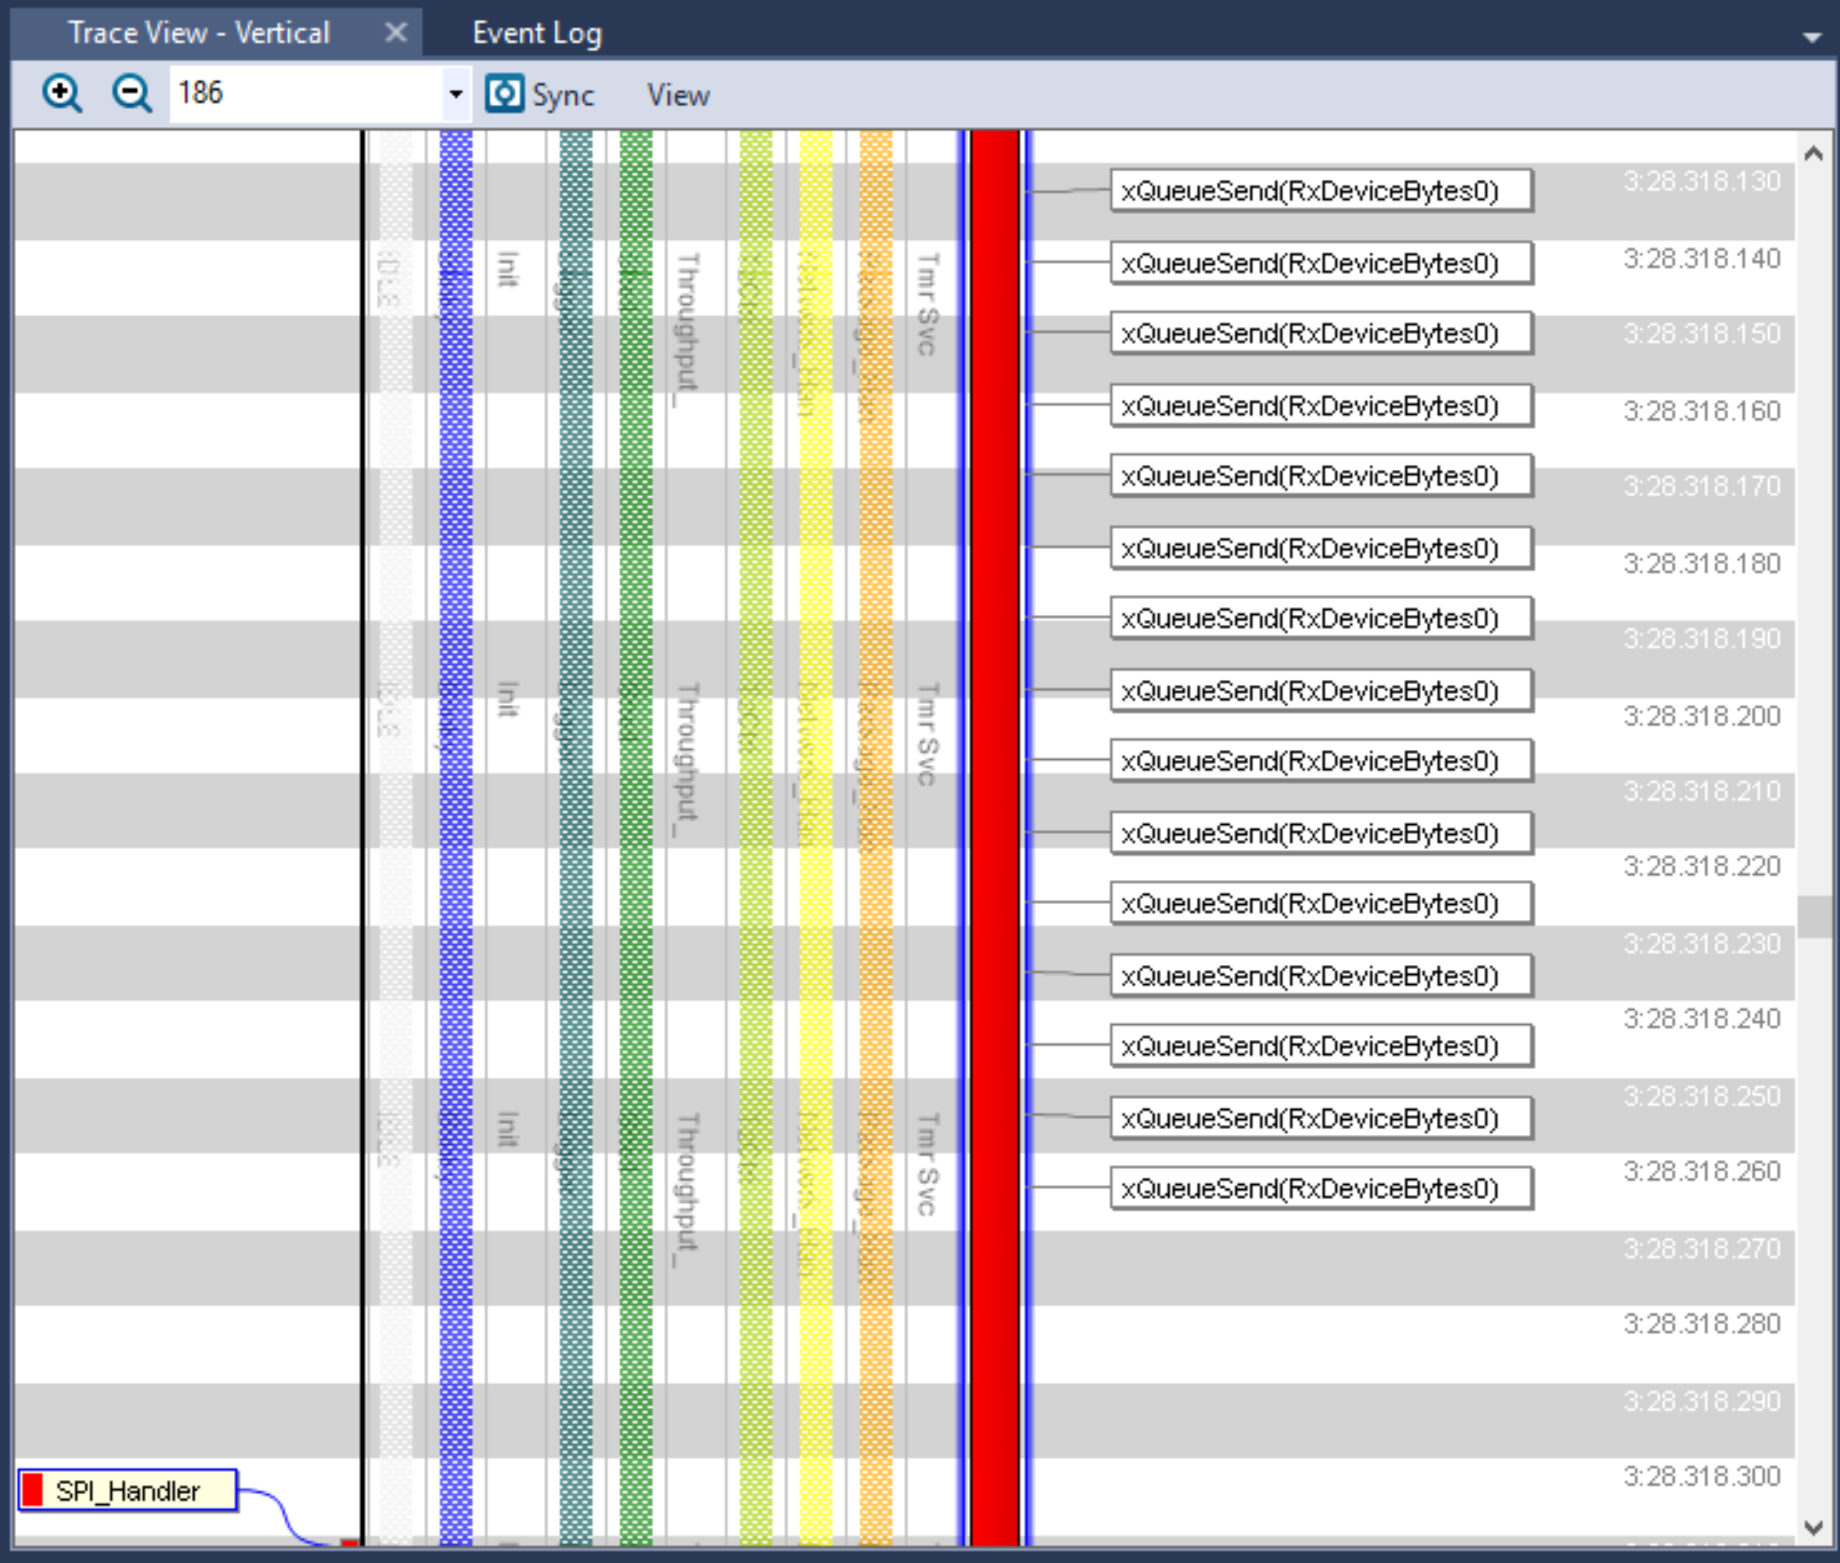 Trace View - Vertical
Event Log
186
Sync
View
xQueueSend(RxDeviceBytes0)
3:28.318.130
xQueueSend(RxDeviceBytes0)
3:28.318.140
IDLE
Init
Throughput_
Tmr Svc
xQueueSend(RxDeviceBytes0)
3:28.318.150
xQueueSend(RxDeviceBytes0)
3:28.318.160
xQueueSend(RxDeviceBytes0)
3:28.318.170
xQueueSend(RxDeviceBytes0)
3:28.318.180
xQueueSend(RxDeviceBytes0)
3:28.318.190
xQueueSend(RxDeviceBytes0)
3:28.318.200
IDLE
Init
Throughput_
Tmr Svc
xQueueSend(RxDeviceBytes0)
3:28.318.210
xQueueSend(RxDeviceBytes0)
3:28.318.220
xQueueSend(RxDeviceBytes0)
3:28.318.230
xQueueSend(RxDeviceBytes0)
3:28.318.240
xQueueSend(RxDeviceBytes0)
3:28.318.250
xQueueSend(RxDeviceBytes0)
3:28.318.260
IDLE
Init
Throughput_
Tmr Svc
xQueueSend(RxDeviceBytes0)
3:28.318.270
3:28.318.280
3:28.318.290
3:28.318.300
SPI_Handler